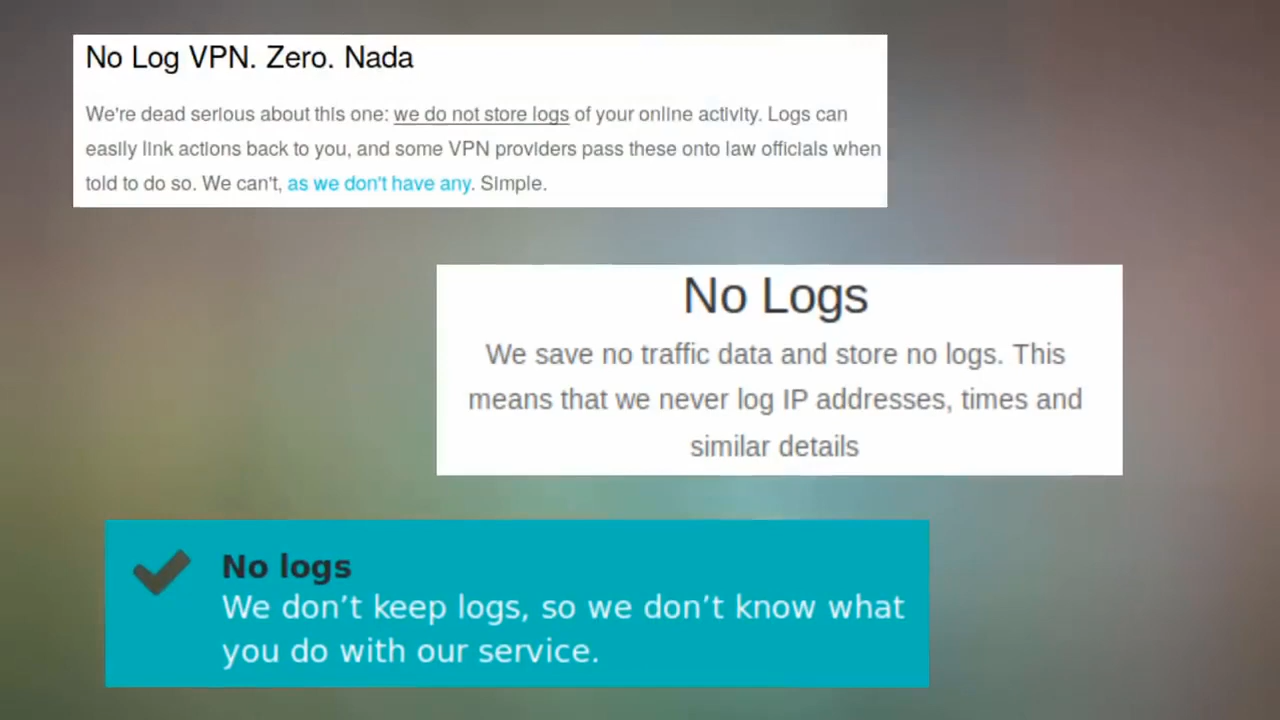 No Log VPN. Zero. Nada
We're dead serious about this one: we do not store logs of your online activity. Logs can
easily link actions back to you, and some VPN providers pass these onto law officials when
told to do so. We can't, as we don't have any. Simple.
No Logs
We save no traffic data and store no logs. This
means that we never log IP addresses, times and
similar details
No logs
We don’t keep logs, so we don’t know what
you do with our service.